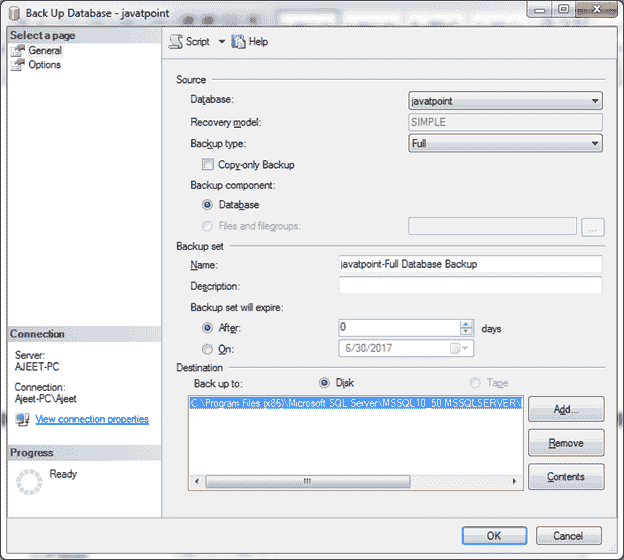 Back Up Database - javatpoint
Select a page
General
Options
Script
Help
Source
Database:
javatpoint
Recovery model:
SIMPLE
Backup type:
Full
Copy-only Backup
Backup component:
Database
Files and filegroups:
...
Backup set
Name:
javatpoint-Full Database Backup
Description:
Backup set will expire:
After:
0
days
On:
6/30/2017
Destination
Back up to:
Disk
Tape
C:\Program Files (x86)\Microsoft SQL Server\MSSQL10_50.MSSQLSERVER\
Add...
Remove
Contents
Connection
Server:
AJEET-PC
Connection:
Ajeet-PC\Ajeet
View connection properties
Progress
Ready
OK
Cancel